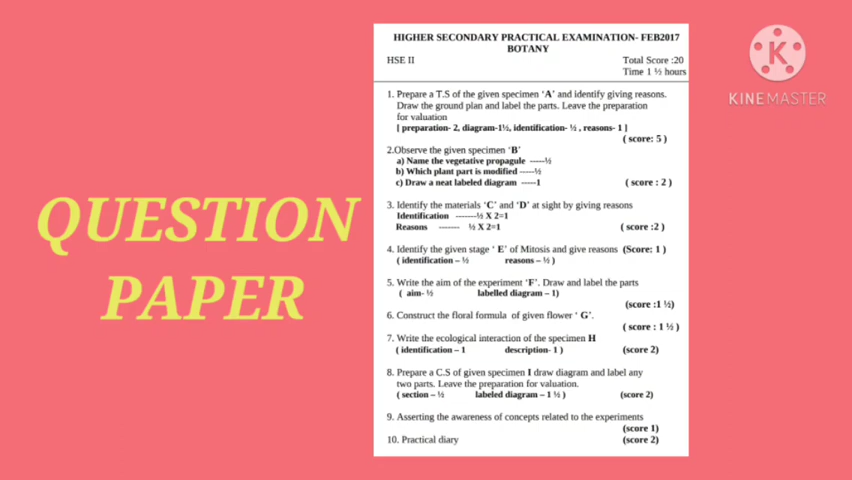 QUESTION
PAPER
HIGHER SECONDARY PRACTICAL EXAMINATION- FEB2017
BOTANY
HSE II Total Score :20
Time 1 ½ hours
1. Prepare a T.S of the given specimen ‘A’ and identify giving reasons.
Draw the ground plan and label the parts. Leave the preparation
for valuation
[ preparation- 2, diagram-1½, identification- ½ , reasons- 1 ]
( score: 5 )
2.Observe the given specimen ‘B’
a) Name the vegetative propagule -----½
b) Which plant part is modified -----½
c) Draw a neat labeled diagram -----1 ( score : 2 )
3. Identify the materials ‘C’ and ‘D’ at sight by giving reasons
Identification -------½ X 2=1
Reasons ------- ½ X 2=1 ( score :2 )
4. Identify the given stage ‘ E’ of Mitosis and give reasons (Score: 1 )
( identification – ½ reasons – ½ )
5. Write the aim of the experiment ‘F’. Draw and label the parts
( aim- ½ labelled diagram – 1)
(score :1 ½)
6. Construct the floral formula of given flower ‘ G’.
( score : 1 ½ )
7. Write the ecological interaction of the specimen H
( identification – 1 description- 1 ) (score 2)
8. Prepare a C.S of given specimen I draw diagram and label any
two parts. Leave the preparation for valuation.
( section – ½ labeled diagram – 1 ½ ) (score 2)
9. Asserting the awareness of concepts related to the experiments
(score 1)
10. Practical diary (score 2)
K
KINEMASTER